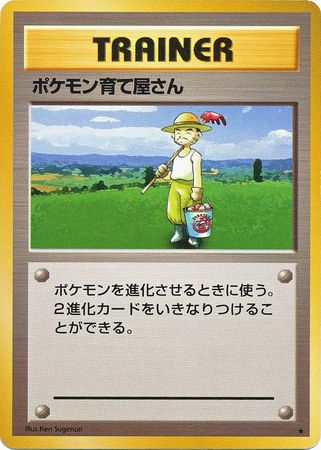 TRAINER
ポケモン育て屋さん
ポケモンを進化させるときに使う。
2進化カードをいきなりつけるこ
とができる。
Illus.Ken Sugimori